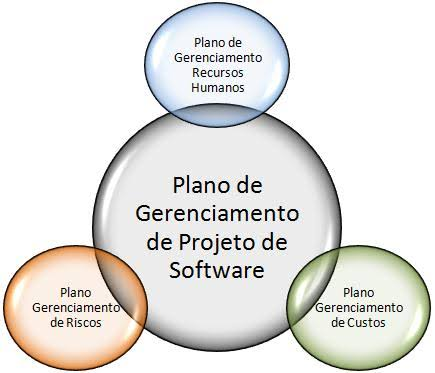 Plano de
Gerenciamento
Recursos
Humanos
Plano de
Gerenciamento
de Projeto de
Software
Plano
Gerenciamento
de Riscos
Plano
Gerenciamento
de Custos